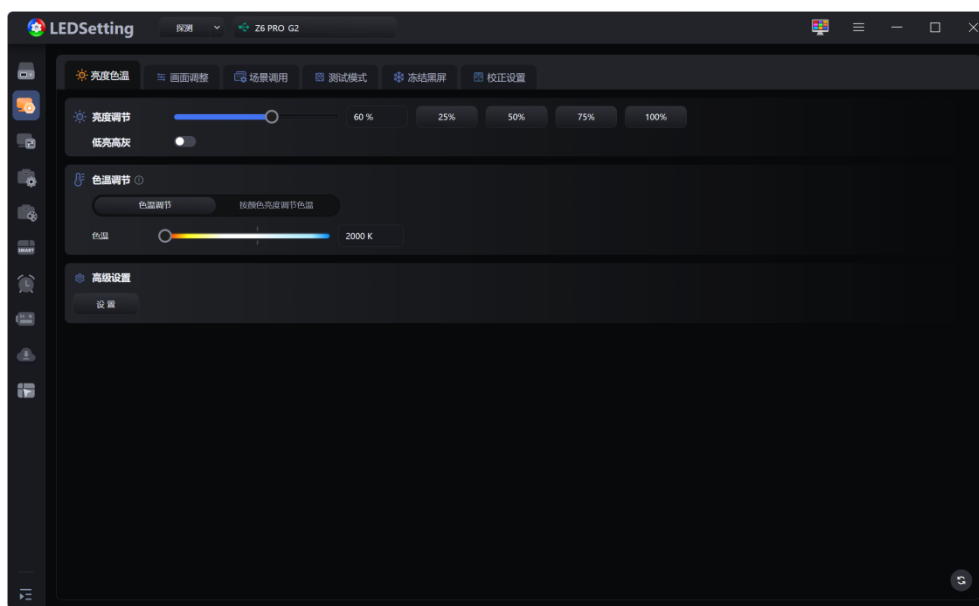 LEDSetting 探测 Z6 PRO G2
亮度色温 画面调整 场景调用 测试模式 冻结黑屏 校正设置
亮度调节 60 % 25% 50% 75% 100%
低亮高灰
色温调节
色温调节 按颜色亮度调节色温
色温 2000 K
SMART
高级设置
设 置